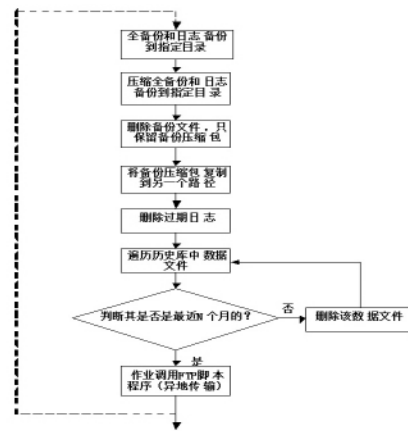 全备份和日志备份
到指定目录
压缩全备份和日志
备份到指定目录
删除备份文件，只
保留备份压缩包
将备份压缩包复制
到另一个路径
删除过期日志
遍历历史库中数据
文件
判断其是否是最近N个月的？
否
删除该数据文件
是
作业调用FTP脚本
程序（异地传输）